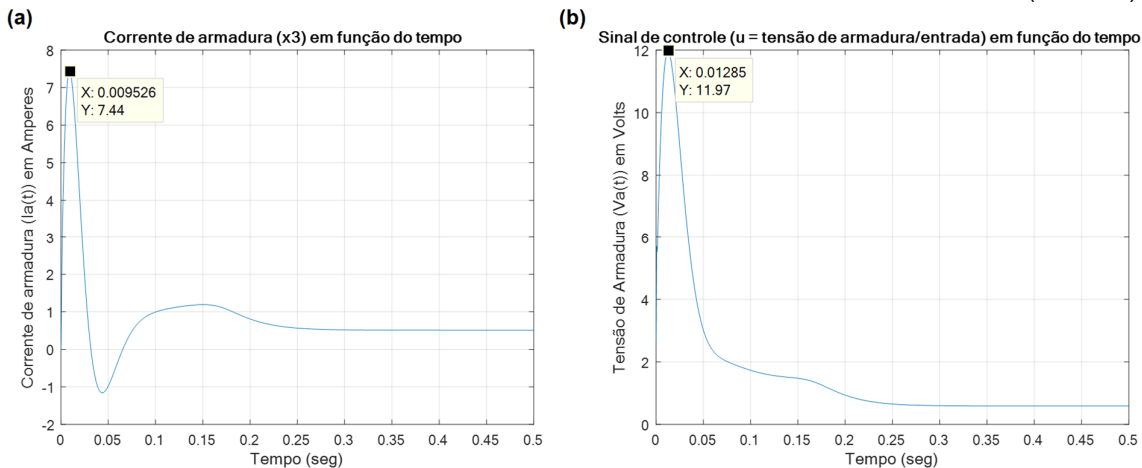 (a)
Corrente de armadura (x3) em função do tempo
8
7
6
5
4
3
2
1
0
-1
-2
X: 0.009526
Y: 7.44
Corrente de armadura (Ia(t)) em Amperes
0 0.05 0.1 0.15 0.2 0.25 0.3 0.35 0.4 0.45 0.5
Tempo (seg)
(b)
Sinal de controle (u = tensão de armadura/entrada) em função do tempo
12
10
8
6
4
2
0
X: 0.01285
Y: 11.97
Tensão de Armadura (Va(t)) em Volts
0 0.05 0.1 0.15 0.2 0.25 0.3 0.35 0.4 0.45 0.5
Tempo (seg)